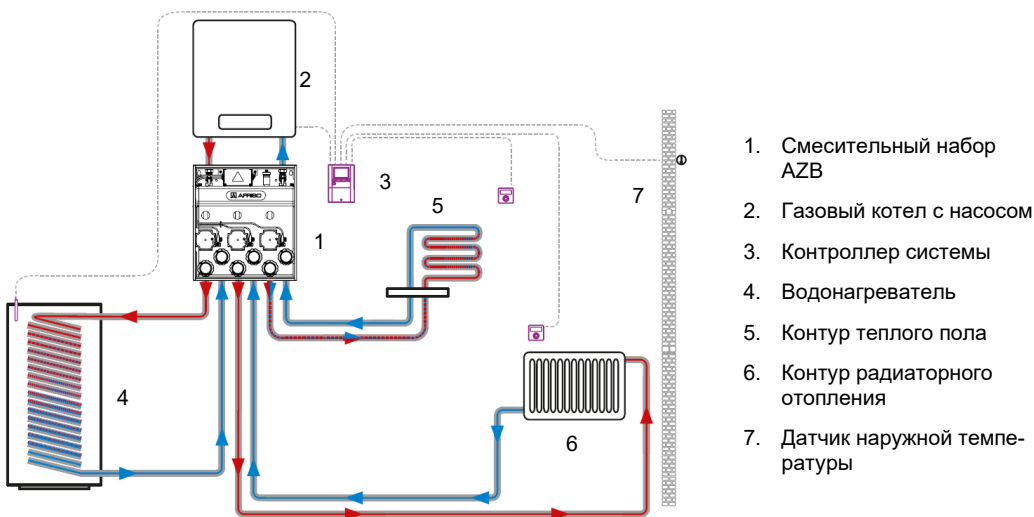 2
3
7
5
1
4
6
AFRISO
1. Смесительный набор
AZB
2. Газовый котел с насосом
3. Контроллер системы
4. Водонагреватель
5. Контур теплого пола
6. Контур радиаторного
отопления
7. Датчик наружной темпе-
ратуры